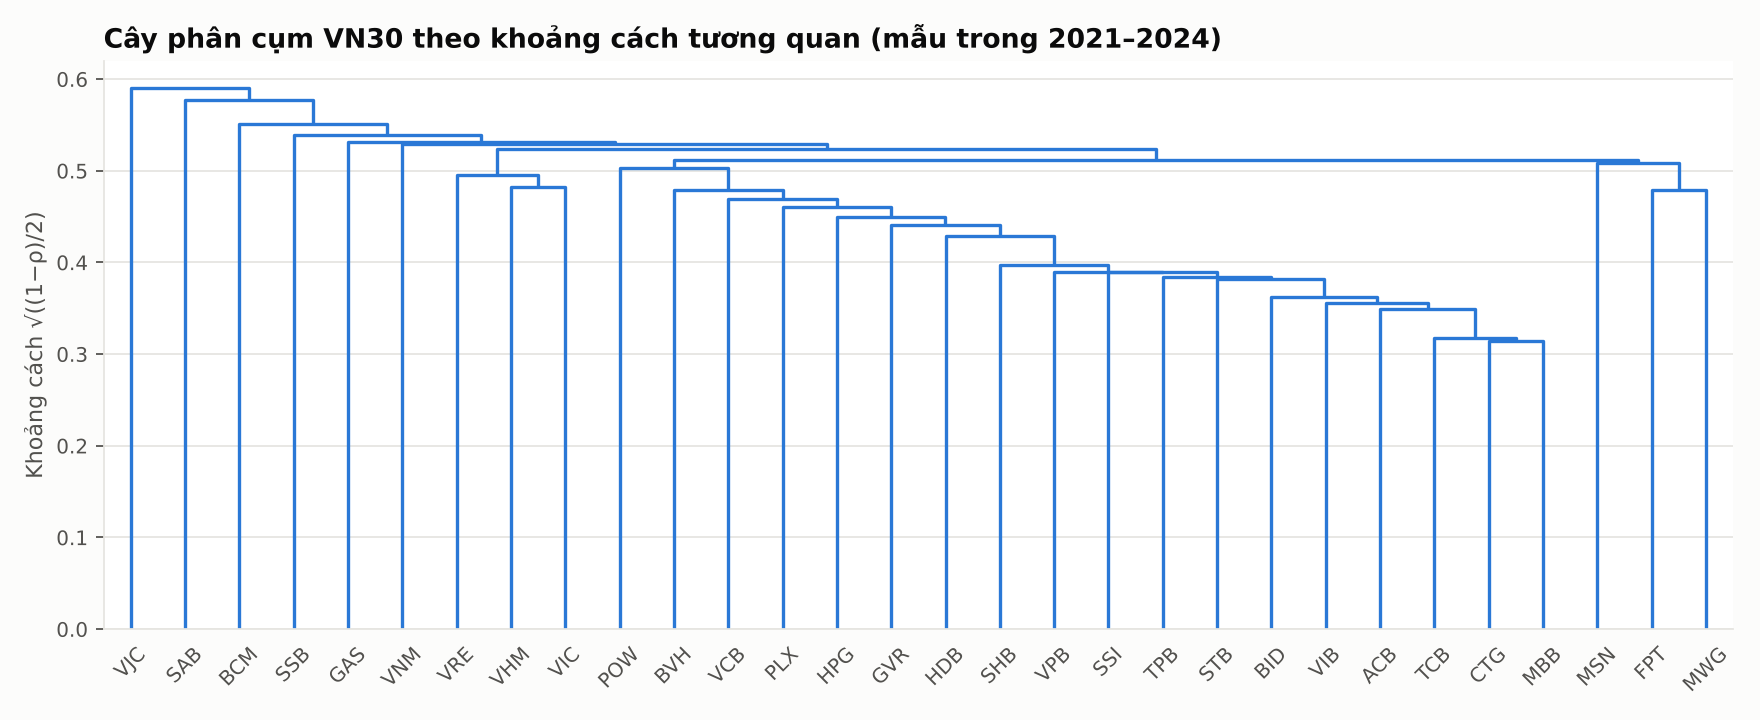 Cây phân cụm VN30 theo khoảng cách tương quan (mẫu trong 2021–2024)
Khoảng cách √((1−ρ)/2)
0.6
0.5
0.4
0.3
0.2
0.1
0.0
VJC SAB BCM SSB GAS VNM VRE VHM VIC POW BVH VCB PLX HPG GVR HDB SHB VPB SSI TPB STB BID VIB ACB TCB CTG MBB MSN FPT MWG